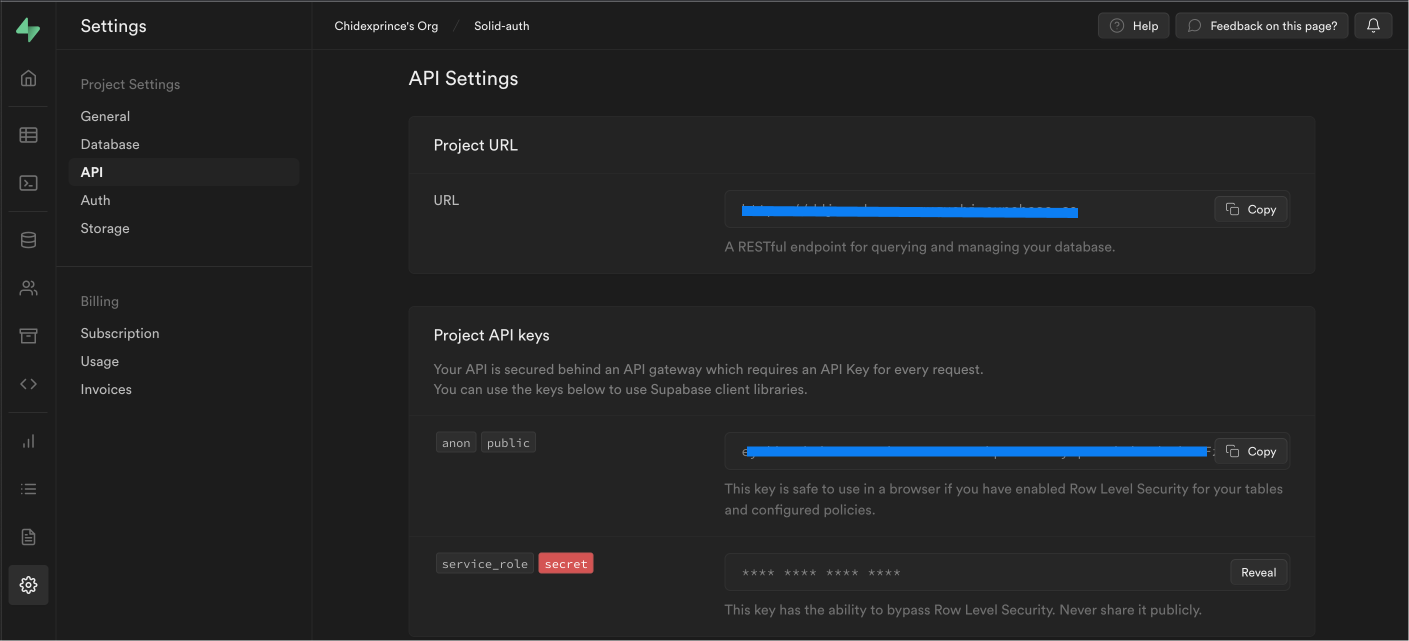 Settings
Chidexprince's Org / Solid-auth
Help
Feedback on this page?
Project Settings
General
Database
API
Auth
Storage
Billing
Subscription
Usage
Invoices
API Settings
Project URL
URL
Copy
A RESTful endpoint for querying and managing your database.
Project API keys
Your API is secured behind an API gateway which requires an API Key for every request.
You can use the keys below to use Supabase client libraries.
anon public
Copy
This key is safe to use in a browser if you have enabled Row Level Security for your tables
and configured policies.
service_role secret
**** **** **** ****
Reveal
This key has the ability to bypass Row Level Security. Never share it publicly.